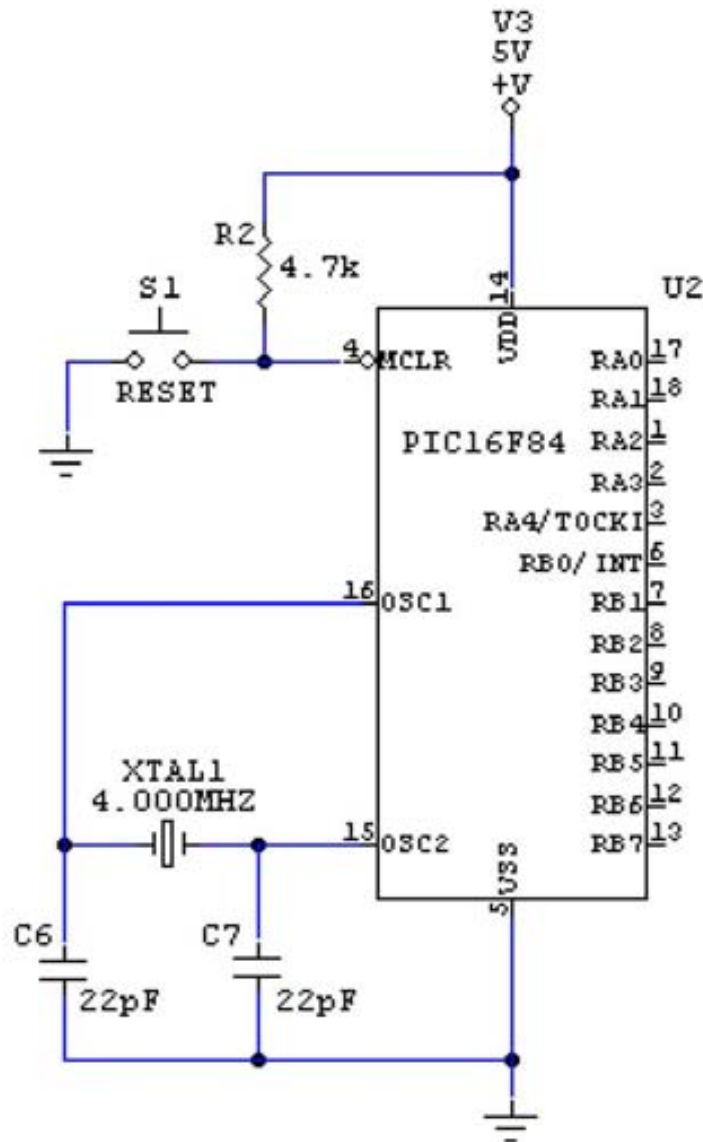 V3
5V
+V
R2
4.7k
14
U2
S1
VDD
4
MCLR
RA0
17
RESET
RA1
18
PIC16F84
RA2
1
RA3
2
RA4/T0CKI
3
RB0/ INT
6
16
OSC1
RB1
7
RB2
8
RB3
9
RB4
10
XTAL1
RB5
11
4.000MHZ
RB6
12
15
OSC2
RB7
13
VSS
5
C6
C7
22pF
22pF